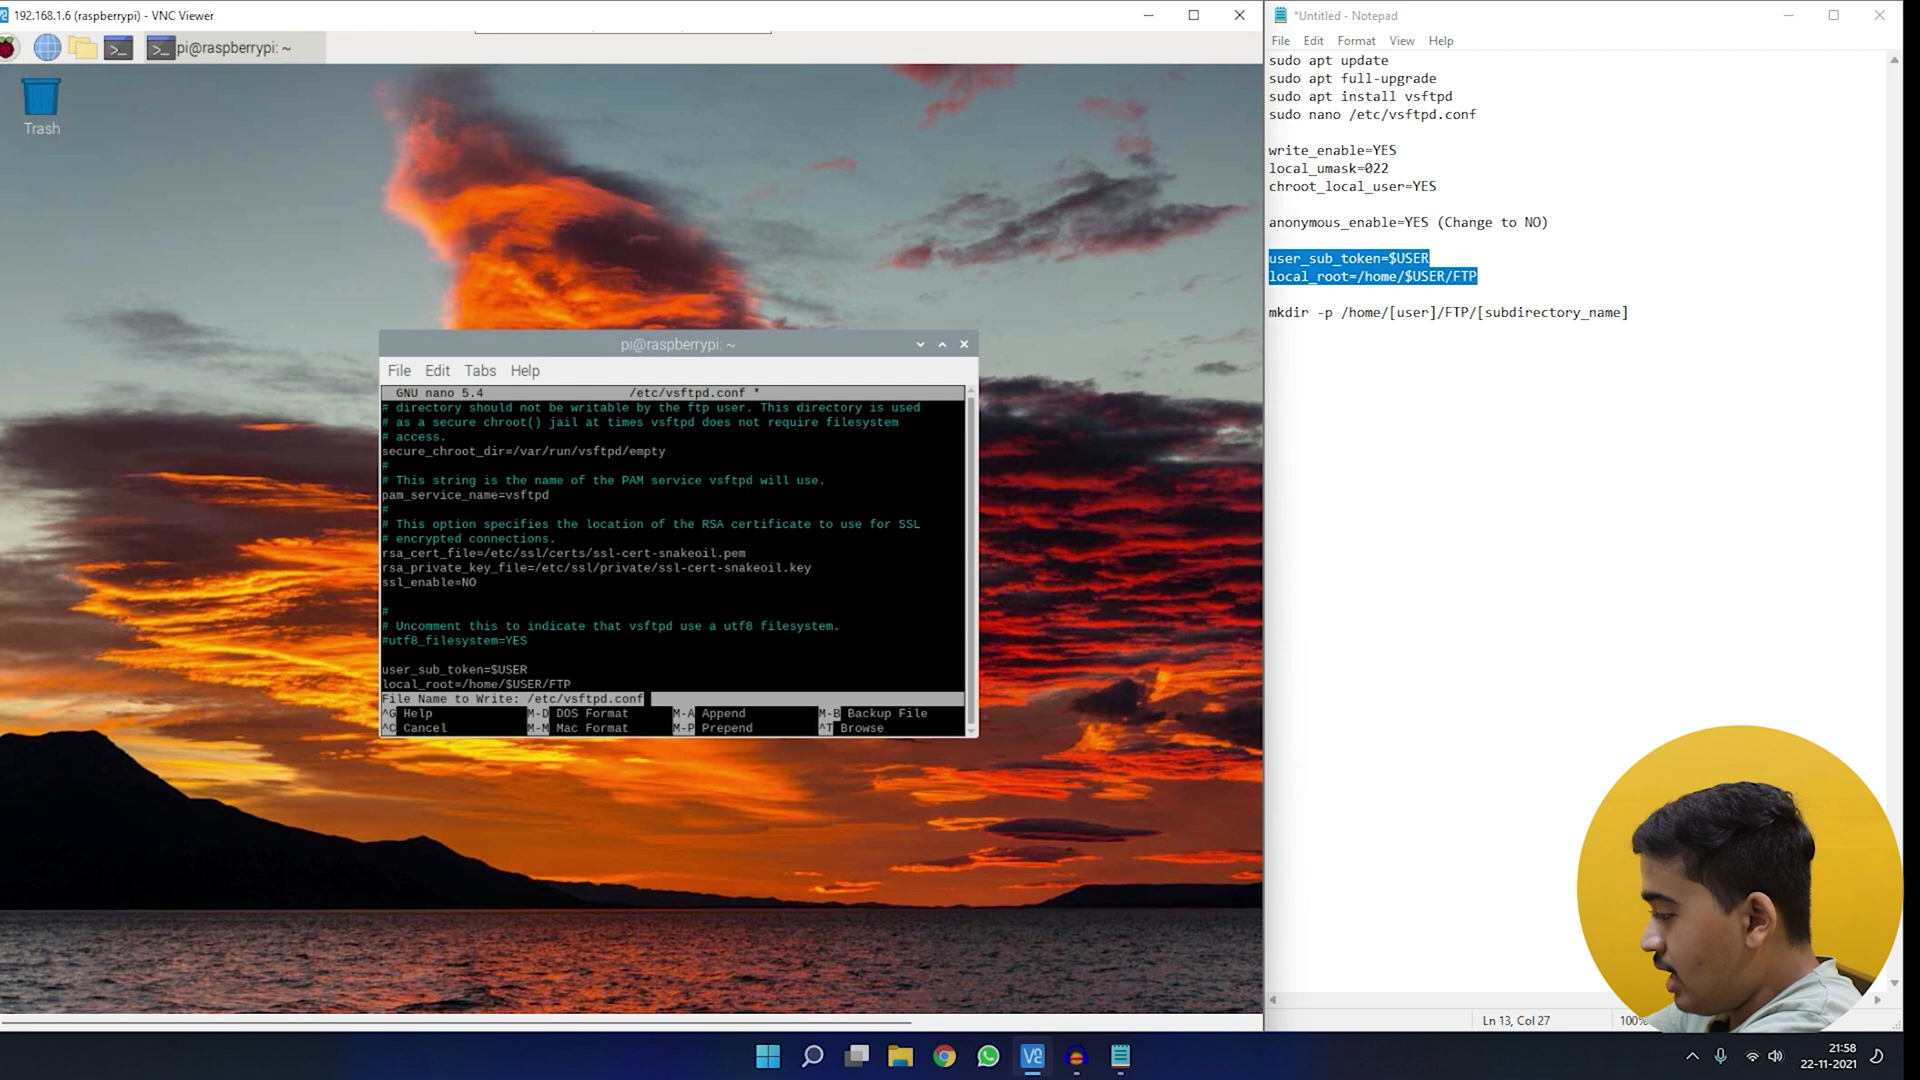 192.168.1.6 (raspberrypi) - VNC Viewer
pi@raspberrypi: ~
Trash
pi@raspberrypi: ~
File Edit Tabs Help
GNU nano 5.4 /etc/vsftpd.conf *
# directory should not be writable by the ftp user. This directory is used
# as a secure chroot() jail at times vsftpd does not require filesystem
# access.
secure_chroot_dir=/var/run/vsftpd/empty
#
# This string is the name of the PAM service vsftpd will use.
pam_service_name=vsftpd
#
# This option specifies the location of the RSA certificate to use for SSL
# encrypted connections.
rsa_cert_file=/etc/ssl/certs/ssl-cert-snakeoil.pem
rsa_private_key_file=/etc/ssl/private/ssl-cert-snakeoil.key
ssl_enable=NO
#
# Uncomment this to indicate that vsftpd use a utf8 filesystem.
#utf8_filesystem=YES
user_sub_token=$USER
local_root=/home/$USER/FTP
File Name to Write: /etc/vsftpd.conf
^G Help M-D DOS Format M-A Append M-B Backup File
^C Cancel M-M Mac Format M-P Prepend ^T Browse
*Untitled - Notepad
File Edit Format View Help
sudo apt update
sudo apt full-upgrade
sudo apt install vsftpd
sudo nano /etc/vsftpd.conf
write_enable=YES
local_umask=022
chroot_local_user=YES
anonymous_enable=YES (Change to NO)
user_sub_token=$USER
local_root=/home/$USER/FTP
mkdir -p /home/[user]/FTP/[subdirectory_name]
Ln 13, Col 27 100%
21:58
22-11-2021